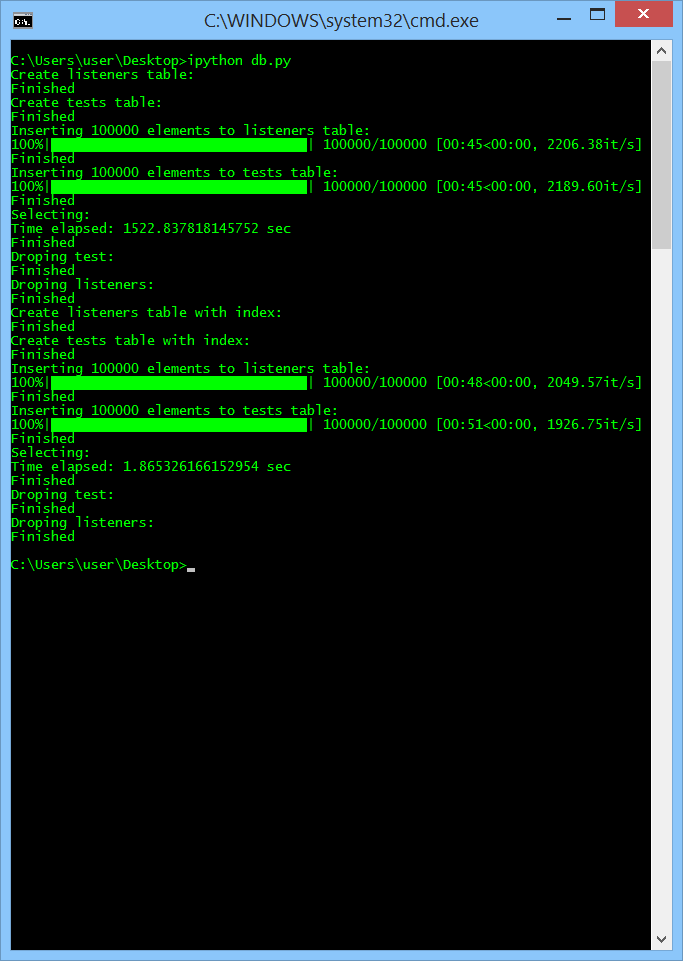 C:\WINDOWS\system32\cmd.exe
C:\Users\user\Desktop>ipython db.py
Create listeners table:
Finished
Create tests table:
Finished
Inserting 100000 elements to listeners table:
100%|██████████| 100000/100000 [00:45<00:00, 2206.38it/s]
Finished
Inserting 100000 elements to tests table:
100%|██████████| 100000/100000 [00:45<00:00, 2189.60it/s]
Finished
Selecting:
Time elapsed: 1522.837818145752 sec
Finished
Droping test:
Finished
Droping listeners:
Finished
Create listeners table with index:
Finished
Create tests table with index:
Finished
Inserting 100000 elements to listeners table:
100%|██████████| 100000/100000 [00:48<00:00, 2049.57it/s]
Finished
Inserting 100000 elements to tests table:
100%|██████████| 100000/100000 [00:51<00:00, 1926.75it/s]
Finished
Selecting:
Time elapsed: 1.865326166152954 sec
Finished
Droping test:
Finished
Droping listeners:
Finished
C:\Users\user\Desktop>